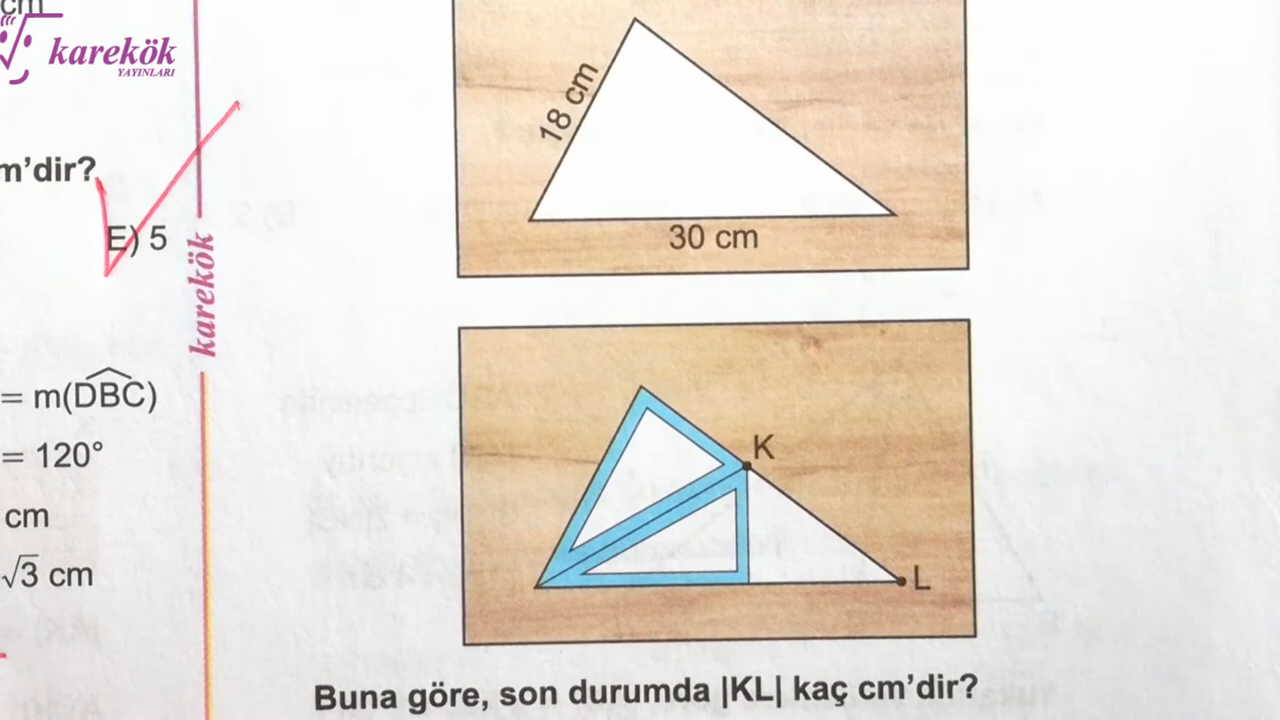 cm
karekök
YAYINLARI
m'dir?
E) 5
karekök
= m(DBC)
= 120°
cm
√3 cm
18 cm
30 cm
K
L
Buna göre, son durumda |KL| kaç cm'dir?